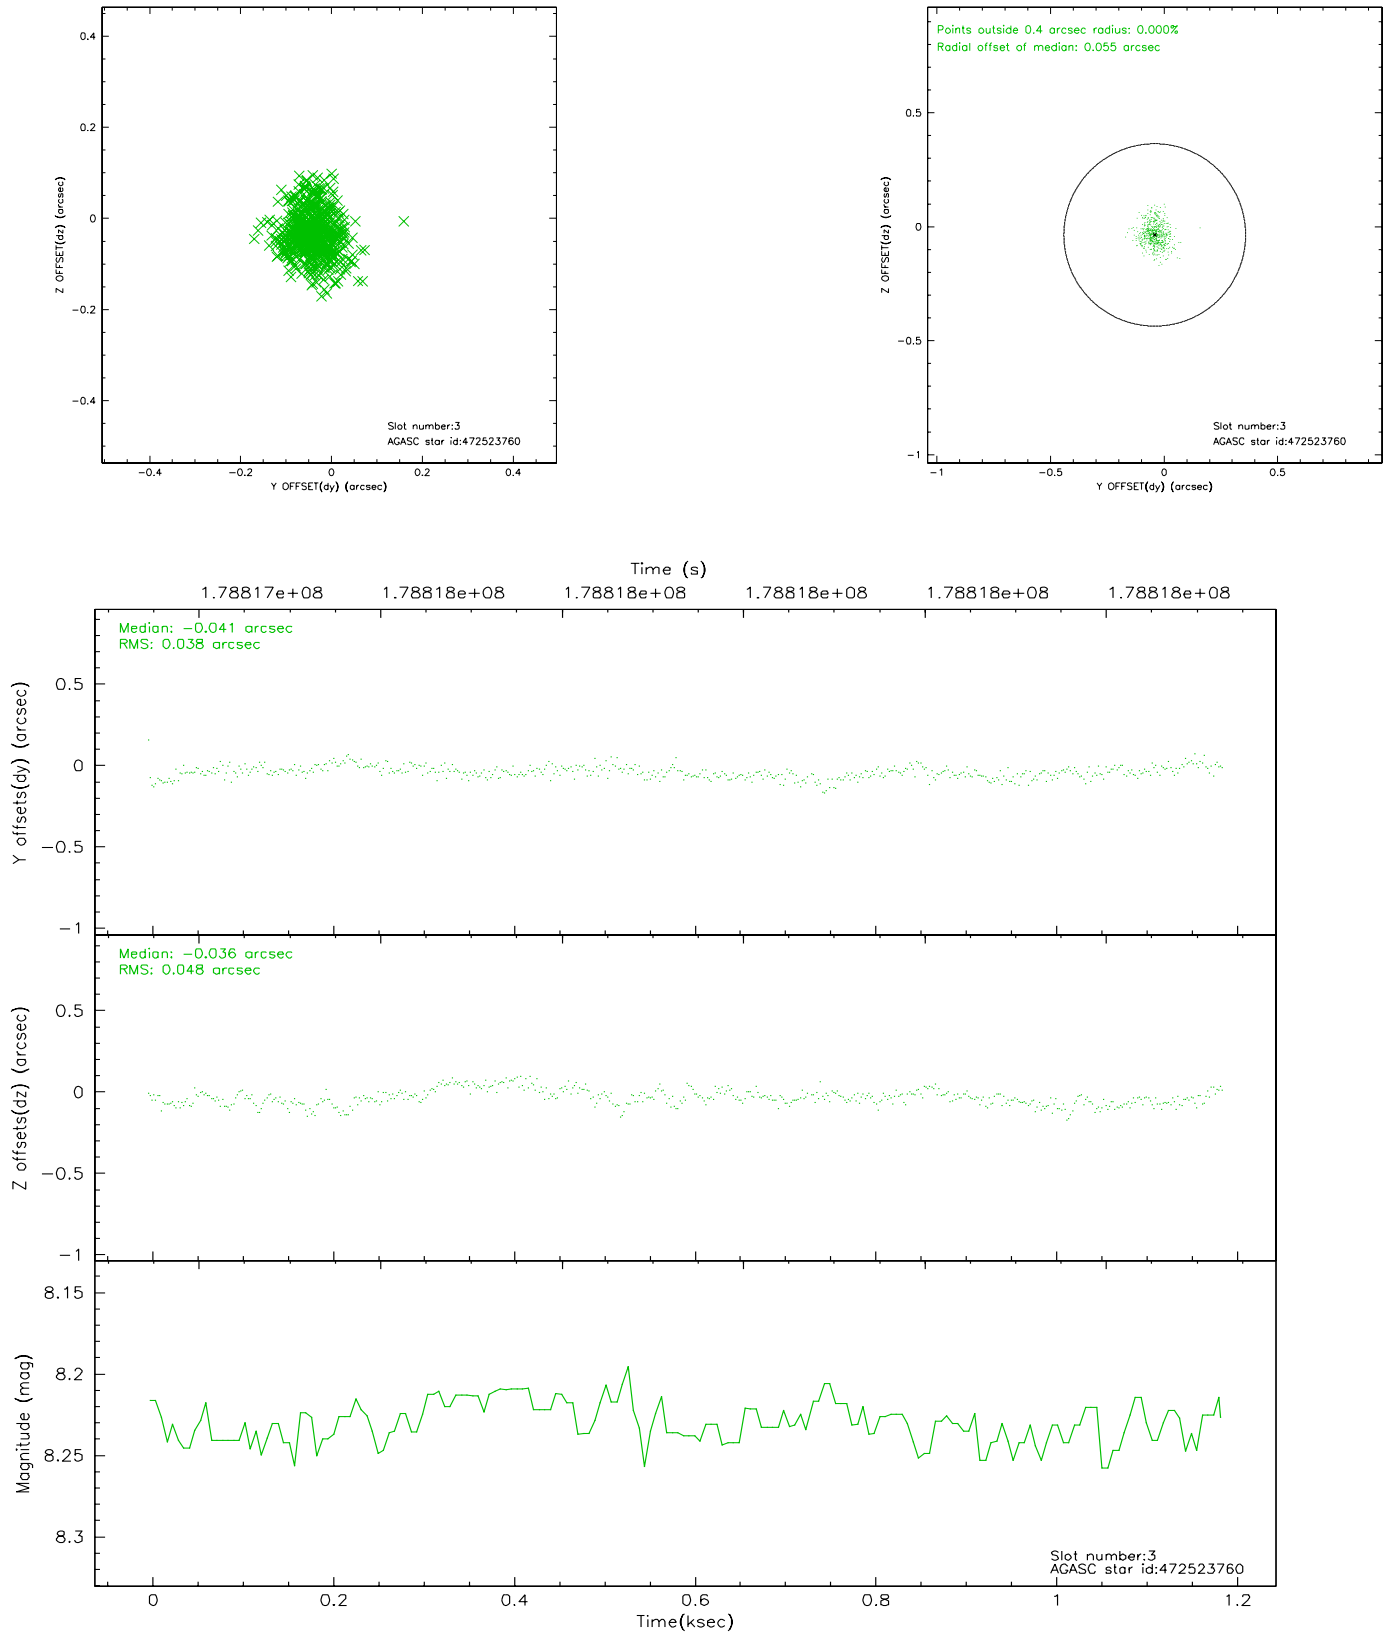 0.4
0.2
0
−0.2
−0.4
Z OFFSET(dz) (arcsec)
−0.4 −0.2 0 0.2 0.4
Y OFFSET(dy) (arcsec)
Slot number:3
AGASC star id:472523760
Points outside 0.4 arcsec radius: 0.000%
Radial offset of median: 0.055 arcsec
0.5
0
−0.5
−1
Z OFFSET(dz) (arcsec)
−1 −0.5 0 0.5
Y OFFSET(dy) (arcsec)
Slot number:3
AGASC star id:472523760
Time (s)
1.78817e+08 1.78818e+08 1.78818e+08 1.78818e+08 1.78818e+08 1.78818e+08
Median: −0.041 arcsec
RMS: 0.038 arcsec
0.5
0
−0.5
−1
Y offsets(dy) (arcsec)
Median: −0.036 arcsec
RMS: 0.048 arcsec
0.5
0
−0.5
−1
Z offsets(dz) (arcsec)
8.15
8.2
8.25
8.3
Magnitude (mag)
Slot number:3
AGASC star id:472523760
0 0.2 0.4 0.6 0.8 1 1.2
Time(ksec)